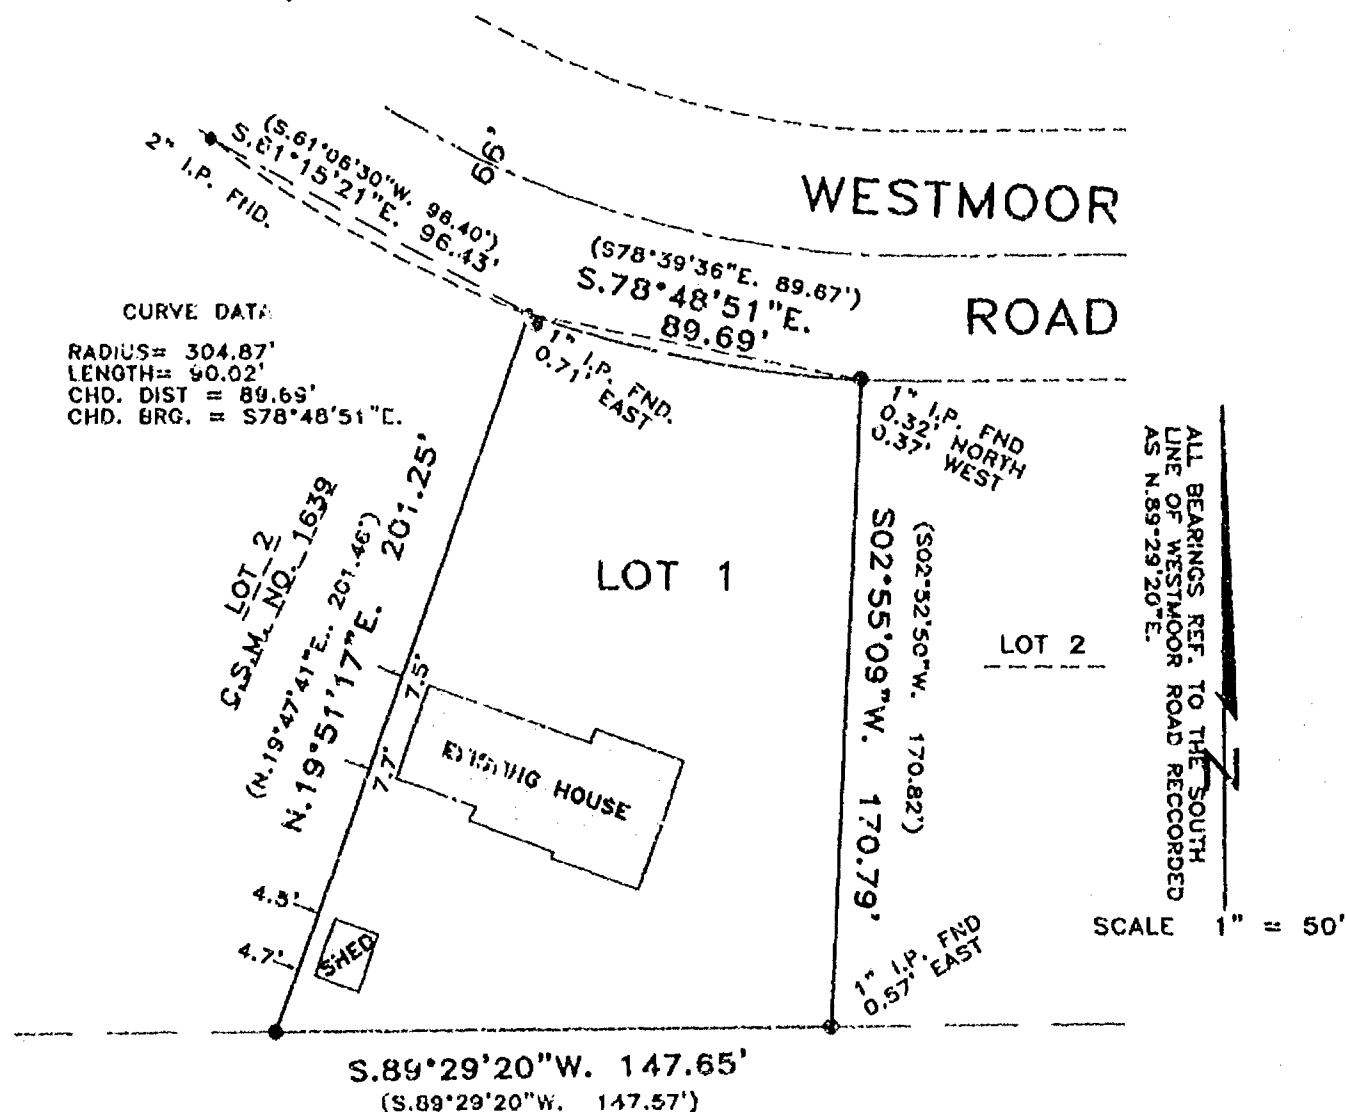 66'
WESTMOOR
ROAD
2" I.P. FND.
(S.61°06'30"W. 96.40')
S.61°15'21"E. 96.43'
(S78°39'36"E. 89.67')
S.78°48'51"E.
89.69'
CURVE DATA
RADIUS= 304.87'
LENGTH= 90.02'
CHD. DIST = 89.69'
CHD. BRG. = S78°48'51"E.
1" I.P. FND.
0.71' EAST
1" I.P. FND
0.32' NORTH
0.37' WEST
LOT 2
C.S.M. NO. 1639
(N.19°47'41"E.. 201.46')
N.19°51'17"E. 201.25'
LOT 1
S02°55'09"W. 170.79'
(S02°52'50"W. 170.82')
LOT 2
ALL BEARINGS REF. TO THE SOUTH
LINE OF WESTMOOR ROAD RECCORDED
AS N.89°29'20"E.
N
SCALE 1" = 50'
7.5'
7.7'
EXISTING HOUSE
4.7'
SHED
1" I.P. FND
0.57' EAST
S.89°29'20"W. 147.65'
(S.89°29'20"W. 147.57')